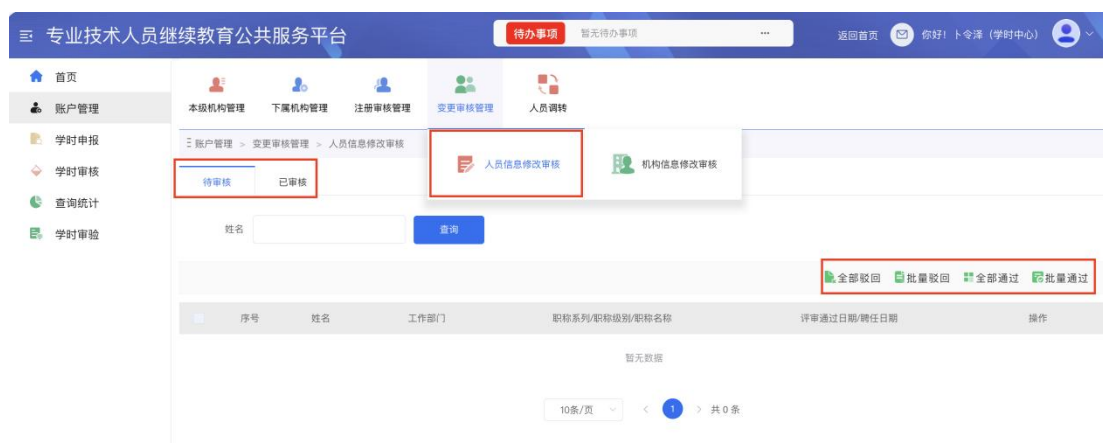 专业技术人员继续教育公共服务平台
待办事项 暂无待办事项 ...
返回首页 你好！卜令泽（学时中心）
首页
账户管理
学时申报
学时审核
查询统计
学时审验
本级机构管理 下属机构管理 注册审核管理 变更审核管理 人员调转
账户管理 > 变更审核管理 > 人员信息修改审核
人员信息修改审核 机构信息修改审核
待审核 已审核
姓名 查询
全部驳回 批量驳回 全部通过 批量通过
序号 姓名 工作部门 职称系列/职称级别/职称名称 评审通过日期/聘任日期 操作
暂无数据
10条/页 < 1 > 共 0 条